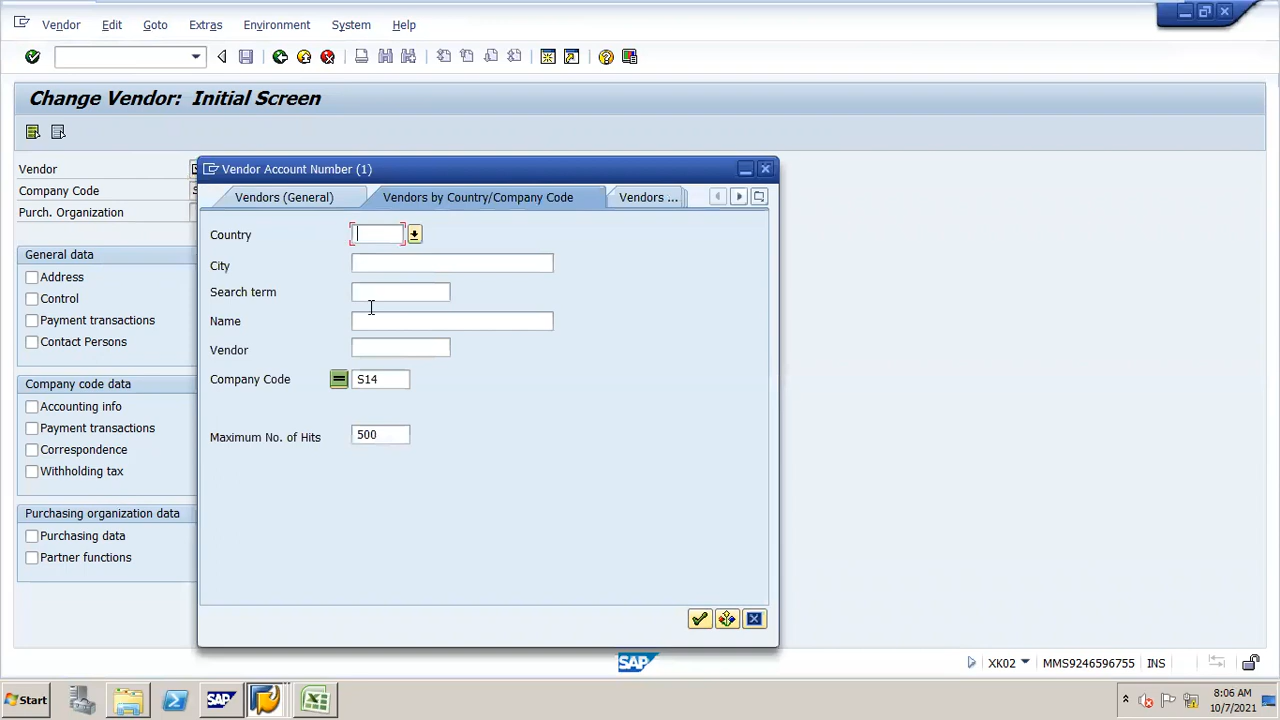 Vendor Edit Goto Extras Environment System Help
Change Vendor: Initial Screen
Vendor
Company Code
Purch. Organization
General data
Address
Control
Payment transactions
Contact Persons
Company code data
Accounting info
Payment transactions
Correspondence
Withholding tax
Purchasing organization data
Purchasing data
Partner functions
Vendor Account Number (1)
Vendors (General) Vendors by Country/Company Code Vendors ...
Country
City
Search term
Name
Vendor
Company Code S14
Maximum No. of Hits 500
SAP
XK02 MMS9246596755 INS
Start SAP
8:06 AM
10/7/2021